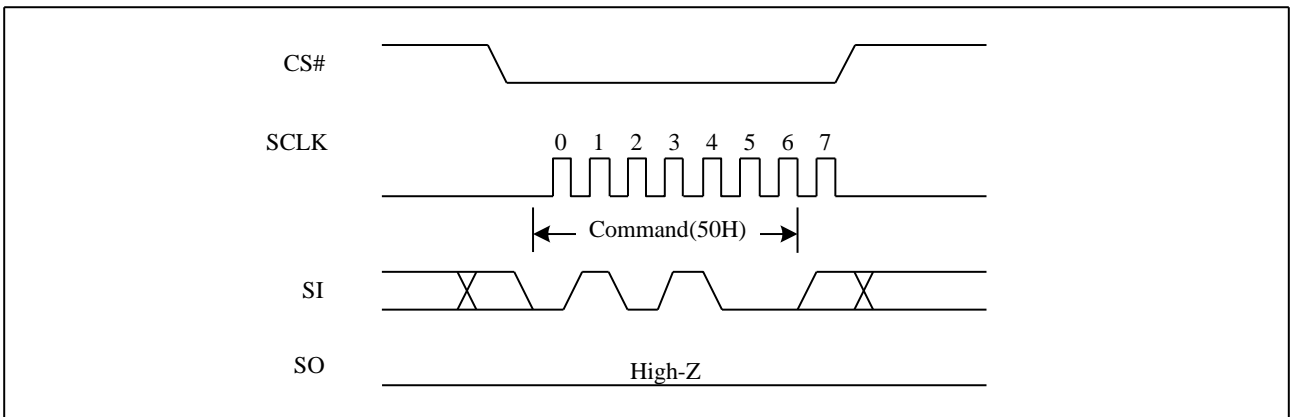 CS#
SCLK
0 1 2 3 4 5 6 7
Command(50H)
SI
SO
High-Z